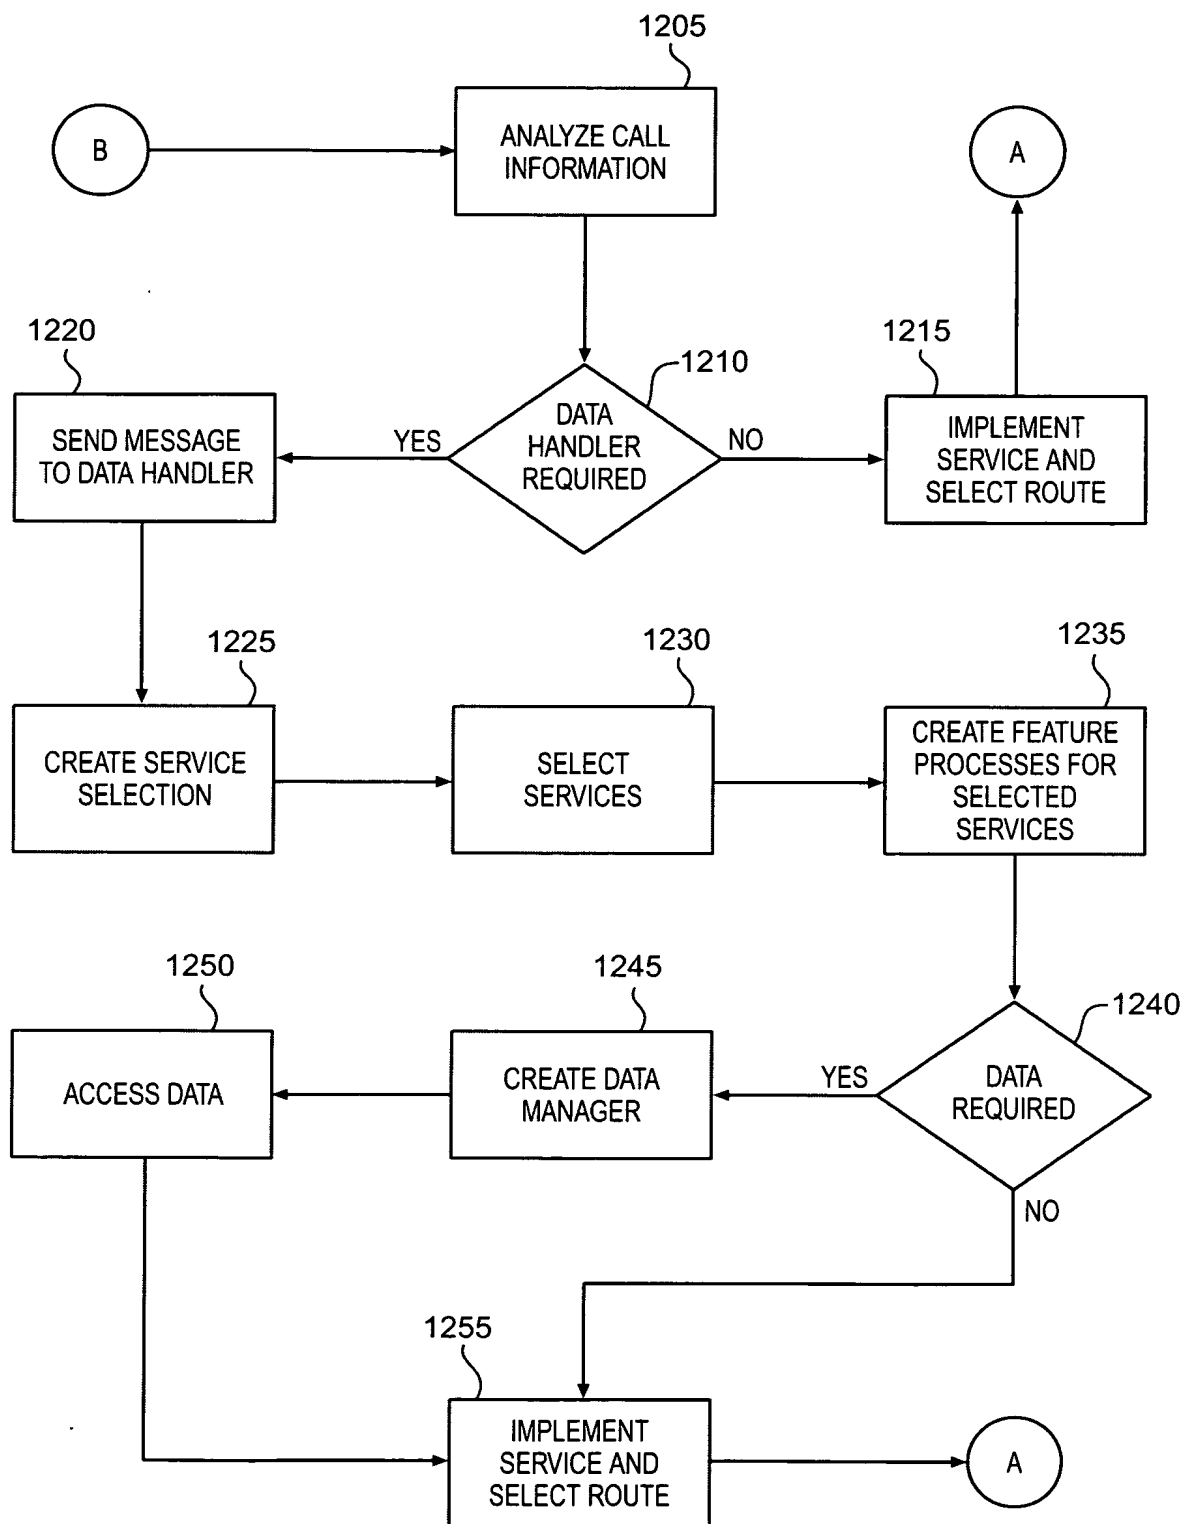 1205
B
ANALYZE CALL
INFORMATION
A
1220
1210
1215
SEND MESSAGE
TO DATA HANDLER
YES
DATA
HANDLER
REQUIRED
NO
IMPLEMENT
SERVICE AND
SELECT ROUTE
1225
1230
1235
CREATE SERVICE
SELECTION
SELECT
SERVICES
CREATE FEATURE
PROCESSES FOR
SELECTED
SERVICES
1250
1245
1240
ACCESS DATA
CREATE DATA
MANAGER
YES
DATA
REQUIRED
NO
1255
IMPLEMENT
SERVICE AND
SELECT ROUTE
A